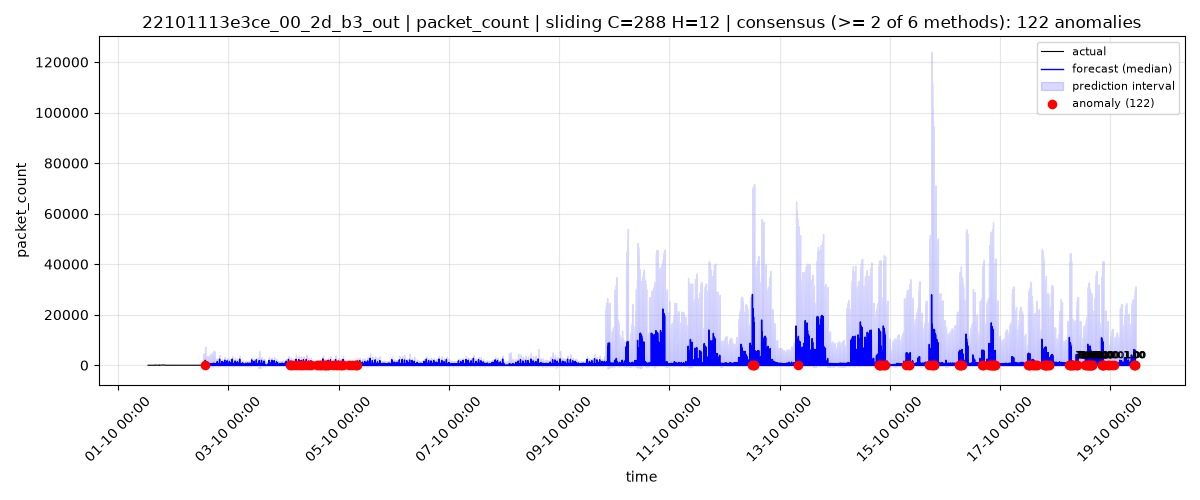 22101113e3ce_00_2d_b3_out | packet_count | sliding C=288 H=12 | consensus (>= 2 of 6 methods): 122 anomalies
actual
forecast (median)
prediction interval
anomaly (122)
packet_count
120000
100000
80000
60000
40000
20000
0
01-10 00:00
03-10 00:00
05-10 00:00
07-10 00:00
09-10 00:00
11-10 00:00
13-10 00:00
15-10 00:00
17-10 00:00
19-10 00:00
time